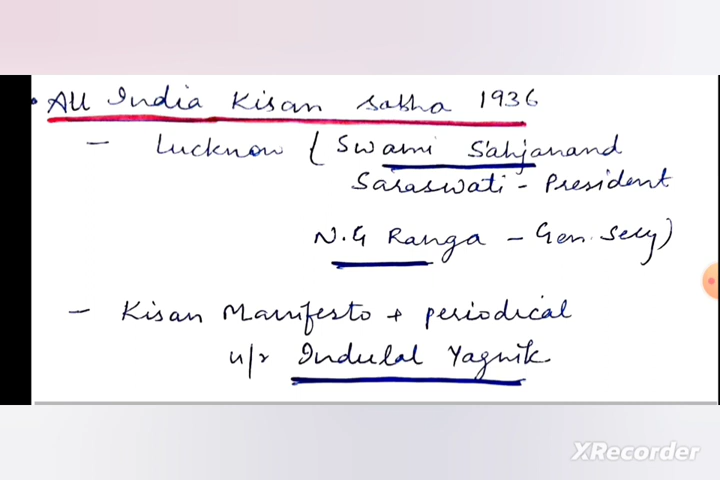 • All India Kisan Sabha 1936
- Lucknow (Swami Sahjanand
Saraswati - President
N.G Ranga - Gen. Secy)
- Kisan Manifesto + periodical
u/r Indulal Yagnik.
XRecorder